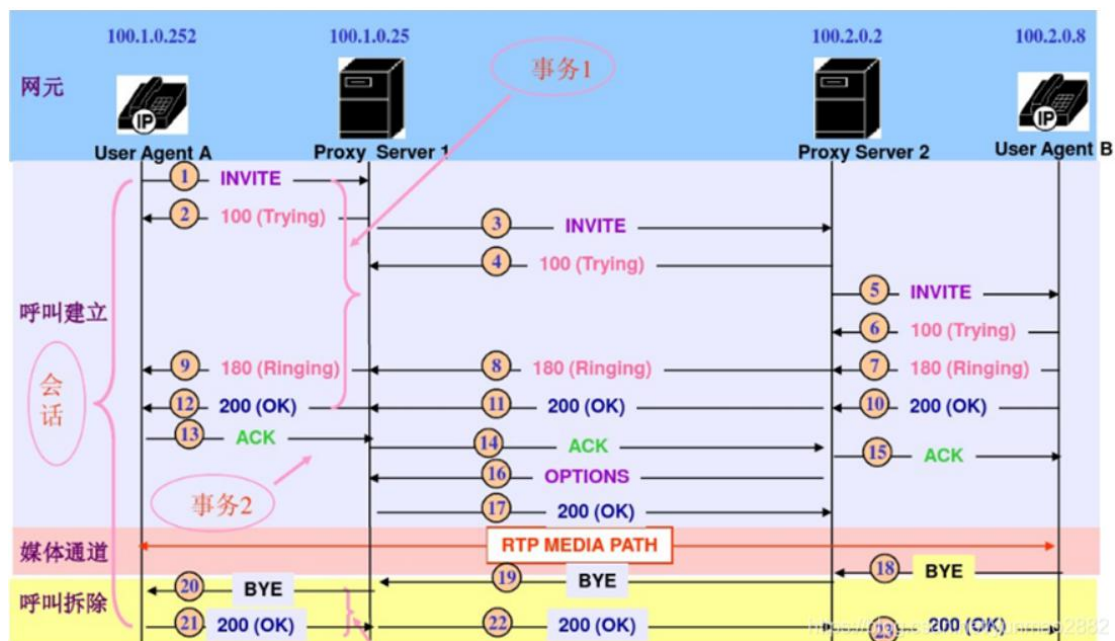 100.1.0.252 100.1.0.25 100.2.0.2 100.2.0.8
事务1
网元
IP IP
User Agent A Proxy Server 1 Proxy Server 2 User Agent B
1 INVITE
2 100 (Trying) 3 INVITE
4 100 (Trying)
呼叫建立 5 INVITE
6 100 (Trying)
9 180 (Ringing) 8 180 (Ringing) 7 180 (Ringing)
会话
12 200 (OK) 11 200 (OK) 10 200 (OK)
13 ACK 14 ACK 15 ACK
16 OPTIONS
事务2
17 200 (OK)
媒体通道 RTP MEDIA PATH
20 BYE 19 BYE 18 BYE
呼叫拆除
21 200 (OK) 22 200 (OK) 23 200 (OK)